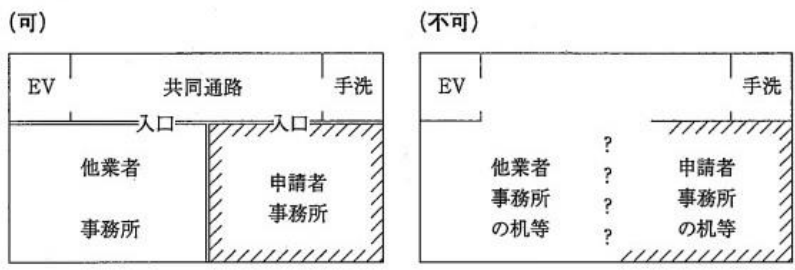 (可)
EV
共同通路
手洗
入口
入口
他業者
事務所
申請者
事務所
(不可)
EV
手洗
他業者
事務所
の机等
?
?
?
?
申請者
事務所
の机等